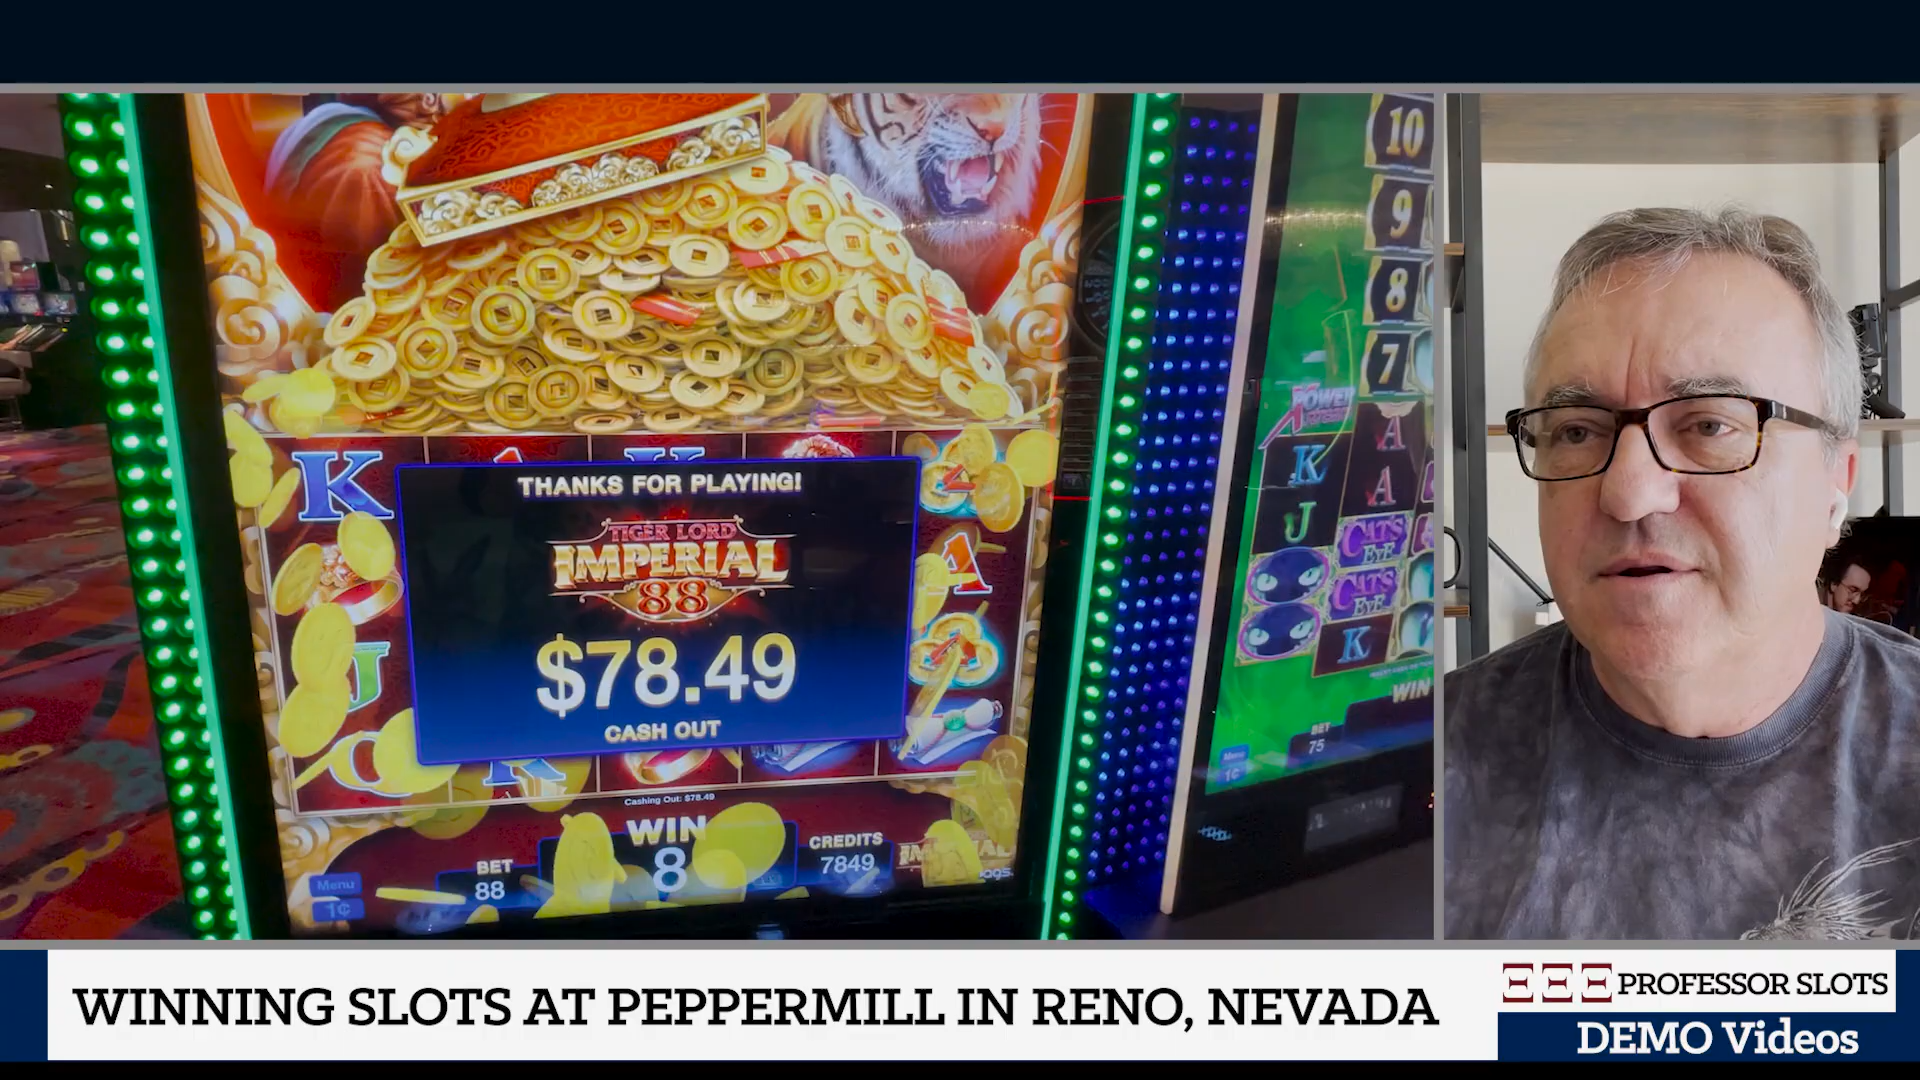 THANKS FOR PLAYING!
TIGER LORD
IMPERIAL
88
$78.49
CASH OUT
Cashing Out: $78.49
WIN
8
BET
88
CREDITS
7849
Menu
1¢
K
A
10
9
8
7
POWER
K
A
A
J
CATS
EYE
CATS
EYE
K
WIN
BET
75
Menu
1¢
WINNING SLOTS AT PEPPERMILL IN RENO, NEVADA
PROFESSOR SLOTS
DEMO Videos